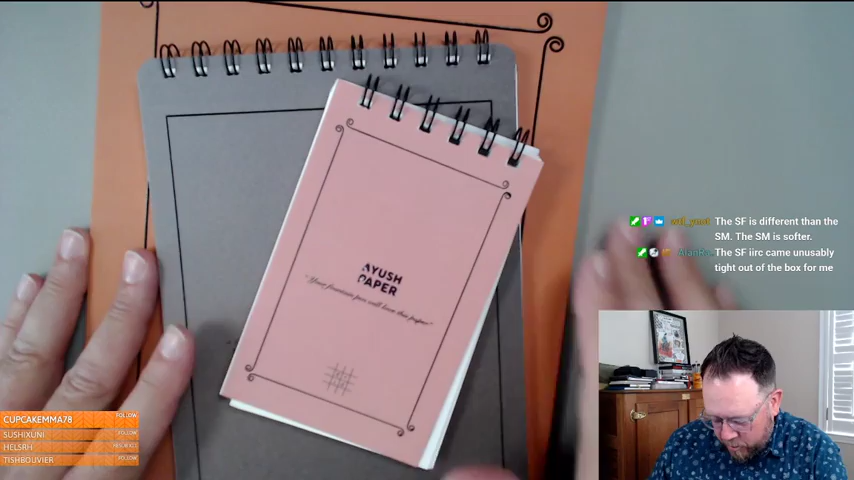 AYUSH
PAPER
"Your fountain pen will love this paper"
The SF is different than the
SM. The SM is softer.
The SF iirc came unusably
tight out of the box for me
CUPCAKEMMA78 FOLLOW
SUSHIXUNI FOLLOW
HELSRH
TISHBOUVIER FOLLOW